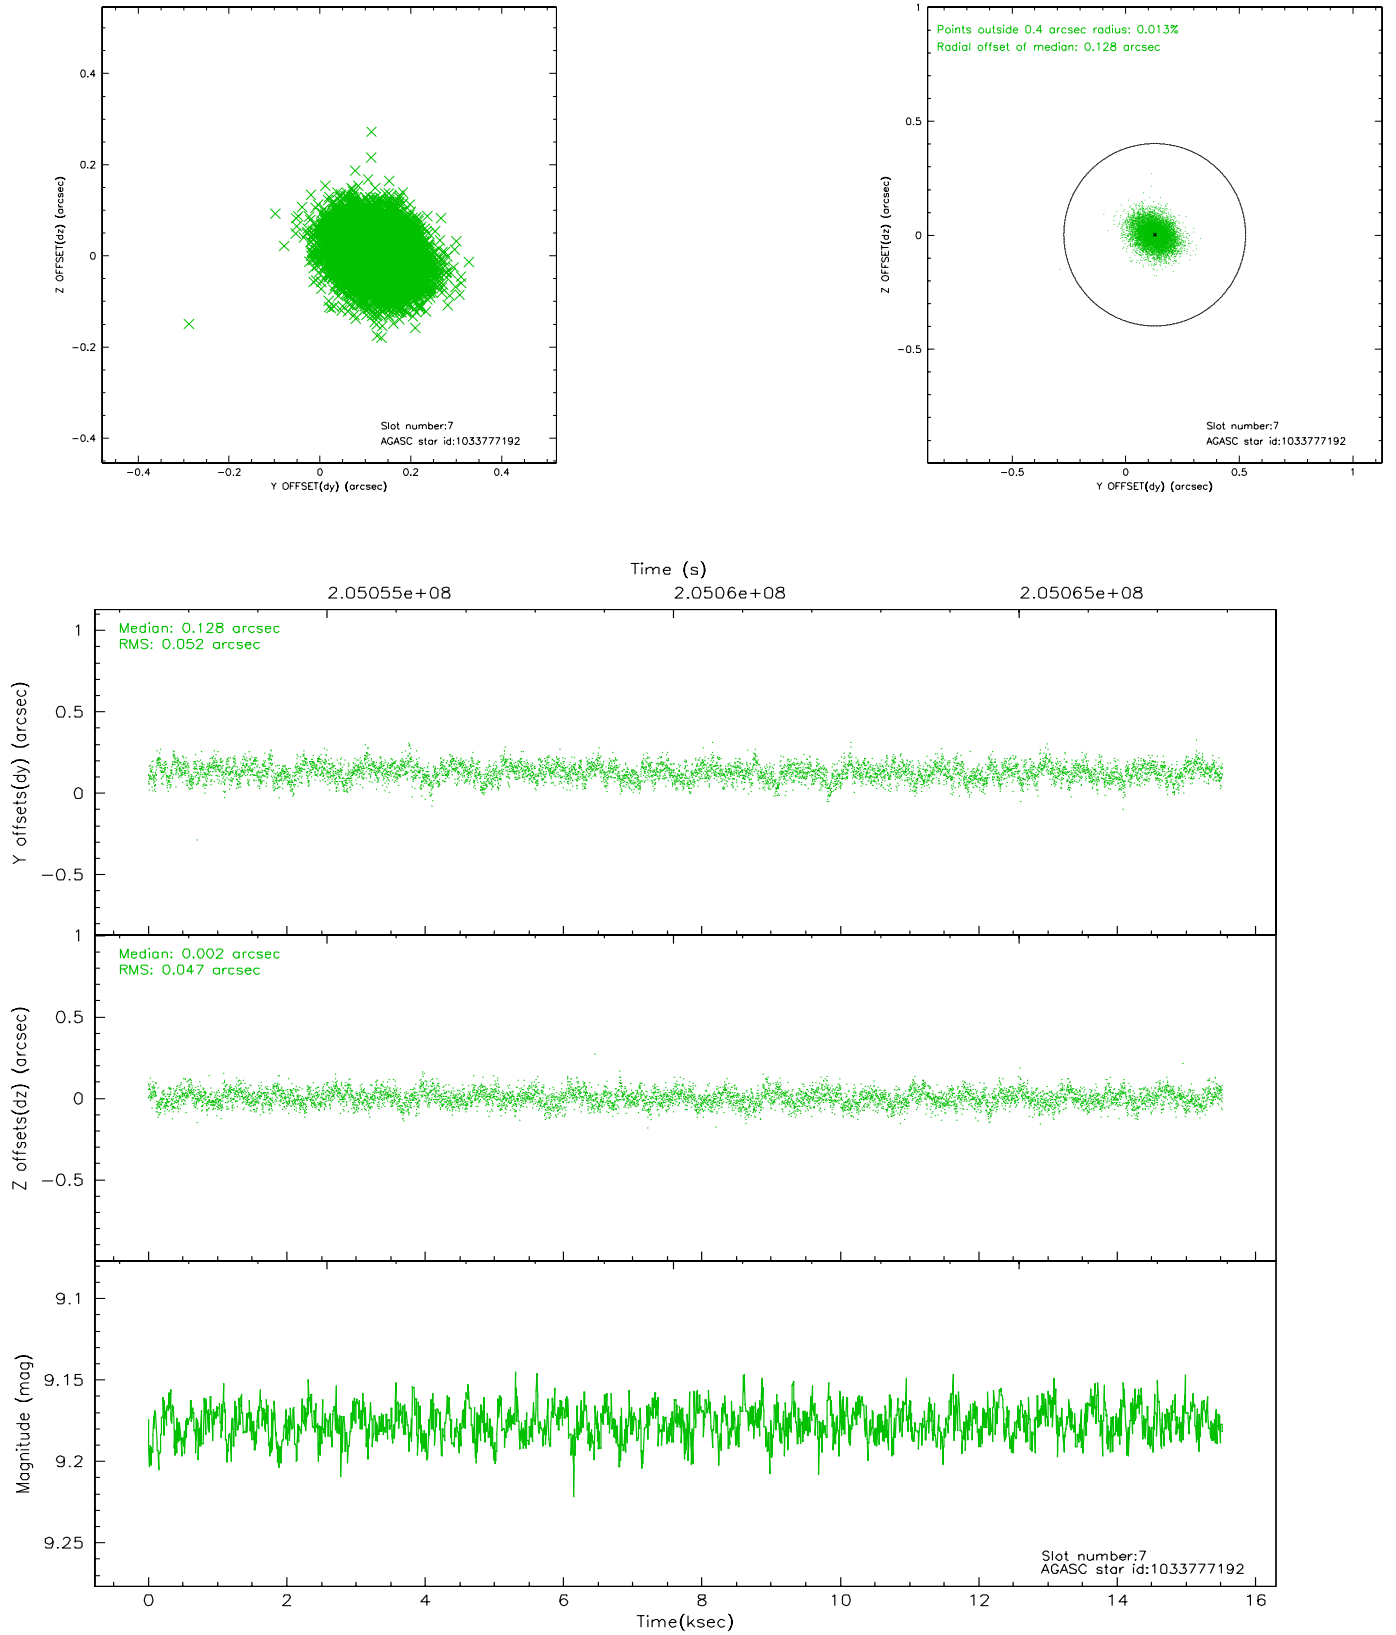 0.4
0.2
0
−0.2
−0.4
Z OFFSET(dz) (arcsec)
Slot number:7
AGASC star id:1033777192
−0.4 −0.2 0 0.2 0.4
Y OFFSET(dy) (arcsec)
Points outside 0.4 arcsec radius: 0.013%
Radial offset of median: 0.128 arcsec
1
0.5
0
−0.5
Z OFFSET(dz) (arcsec)
Slot number:7
AGASC star id:1033777192
−0.5 0 0.5 1
Y OFFSET(dy) (arcsec)
Time (s)
2.05055e+08 2.0506e+08 2.05065e+08
Median: 0.128 arcsec
RMS: 0.052 arcsec
1
0.5
0
−0.5
Y offsets(dy) (arcsec)
Median: 0.002 arcsec
RMS: 0.047 arcsec
1
0.5
0
−0.5
Z offsets(dz) (arcsec)
9.1
9.15
9.2
9.25
Magnitude (mag)
Slot number:7
AGASC star id:1033777192
0 2 4 6 8 10 12 14 16
Time(ksec)